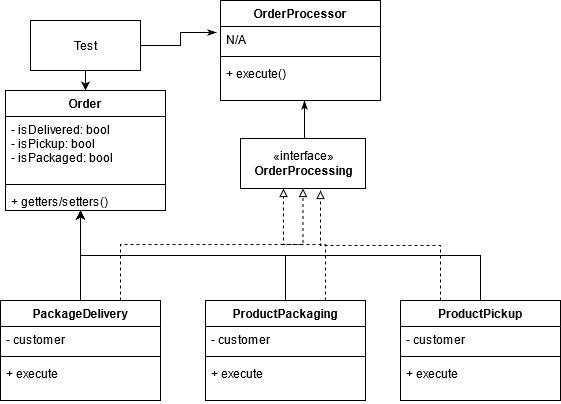 Test
OrderProcessor
N/A
+ execute()
Order
- isDelivered: bool
- isPickup: bool
- isPackaged: bool
+ getters/setters()
«interface»
OrderProcessing
PackageDelivery
- customer
+ execute
ProductPackaging
- customer
+ execute
ProductPickup
- customer
+ execute